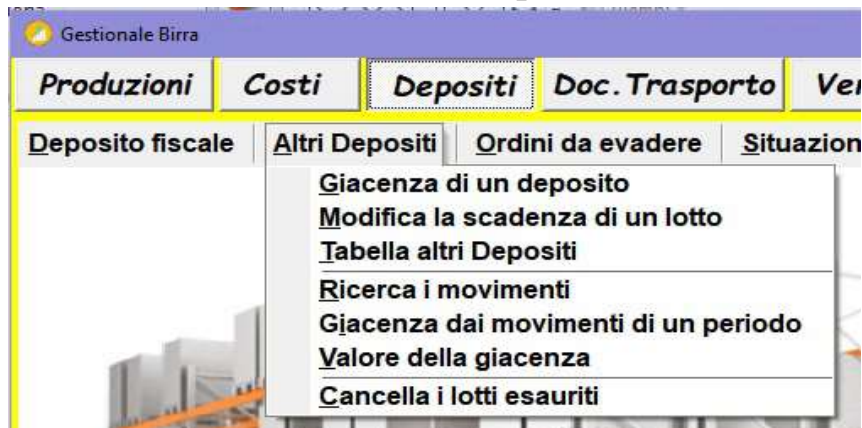 Gestionale Birra
Produzioni Costi Depositi Doc.Trasporto
Deposito fiscale Altri Depositi Ordini da evadere
Giacenza di un deposito
Modifica la scadenza di un lotto
Tabella altri Depositi
Ricerca i movimenti
Giacenza dai movimenti di un periodo
Valore della giacenza
Cancella i lotti esauriti